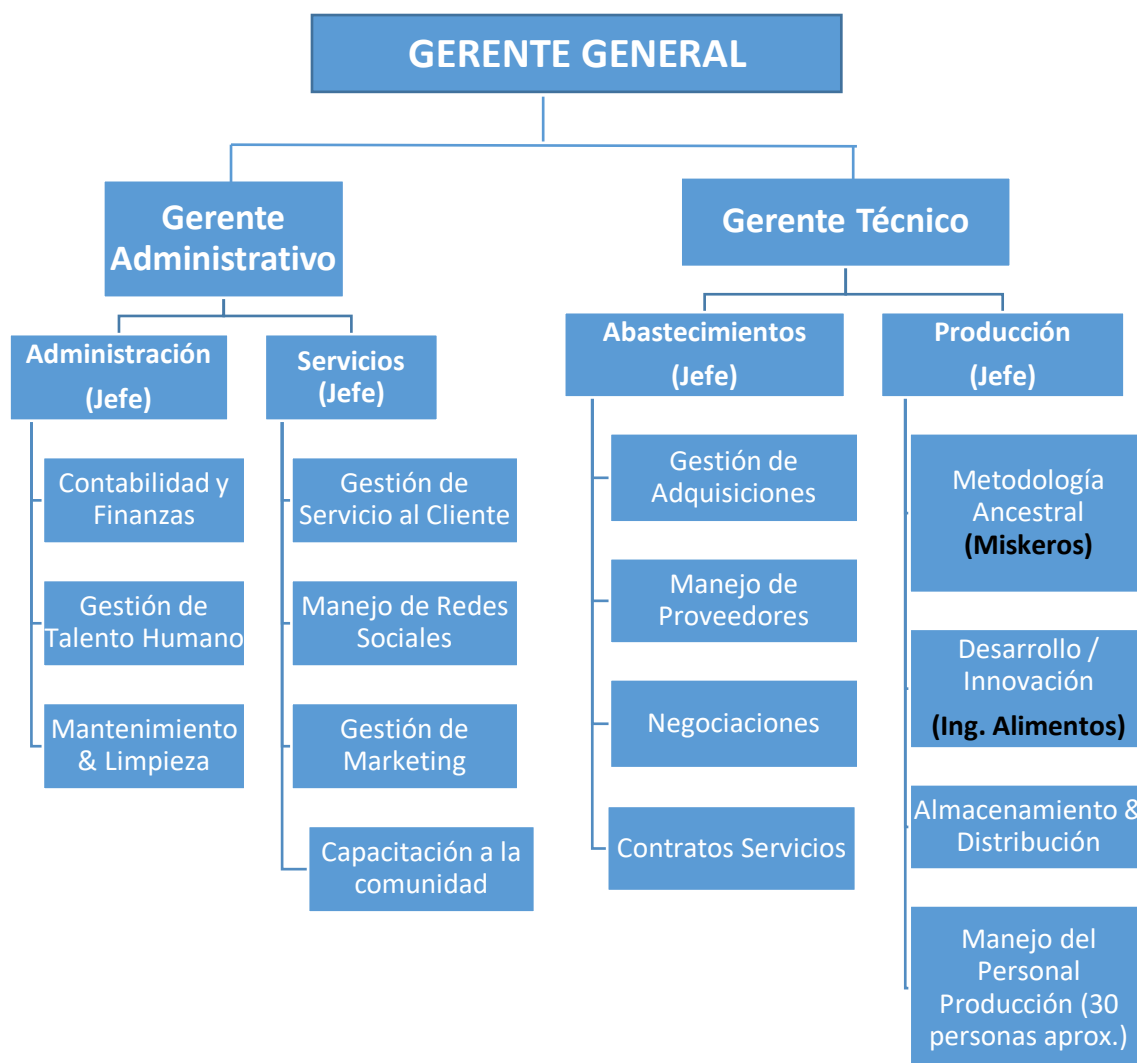 GERENTE GENERAL
Gerente
Administrativo
Gerente Técnico
Administración
(Jefe)
Servicios
(Jefe)
Abastecimientos
(Jefe)
Producción
(Jefe)
Contabilidad y
Finanzas
Gestión de
Talento Humano
Mantenimiento
& Limpieza
Gestión de
Servicio al Cliente
Manejo de Redes
Sociales
Gestión de
Marketing
Capacitación a la
comunidad
Gestión de
Adquisiciones
Manejo de
Proveedores
Negociaciones
Contratos Servicios
Metodología
Ancestral
(Miskeros)
Desarrollo /
Innovación
(Ing. Alimentos)
Almacenamiento &
Distribución
Manejo del
Personal
Producción (30
personas aprox.)